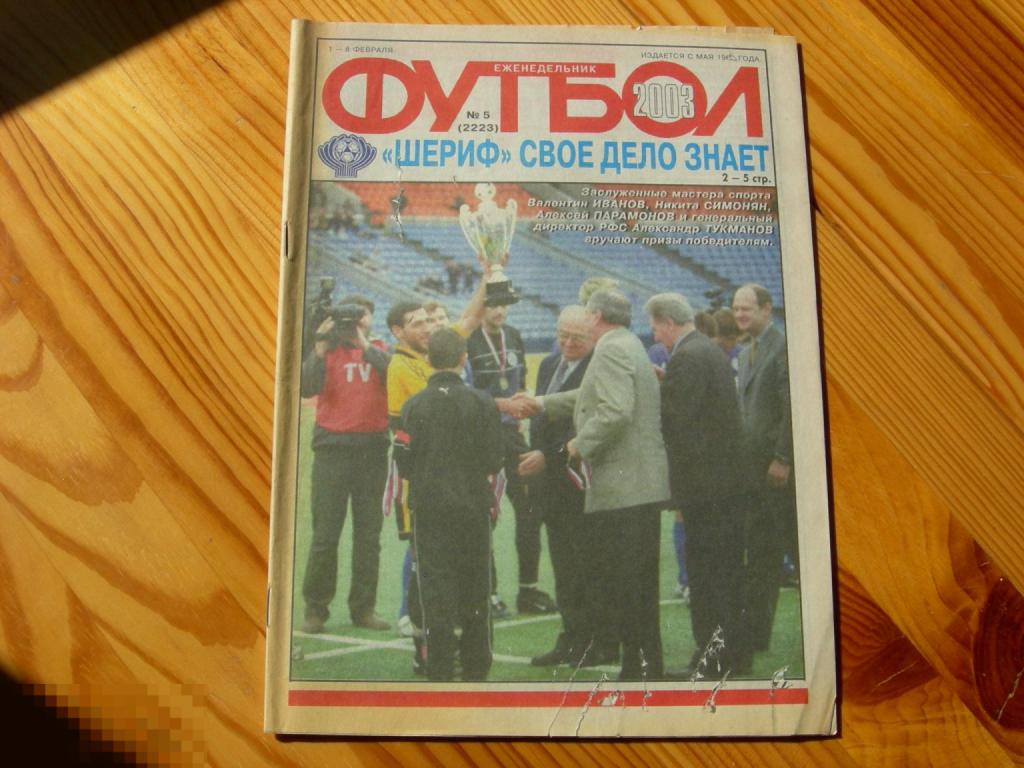 1 – 8 ФЕВРАЛЯ.
ИЗДАЕТСЯ С МАЯ ГОДА.
ЕЖЕНЕДЕЛЬНИК
ФУТБОЛ
2003
№ 5
(2223)
«ШЕРИФ» СВОЕ ДЕЛО ЗНАЕТ
2 – 5 стр.
Заслуженные мастера спорта
Валентин ИВАНОВ, Никита СИМОНЯН,
Алексей ПАРАМОНОВ и генеральный
директор РФС Александр ТУКМАНОВ
вручают призы победителям.
TV